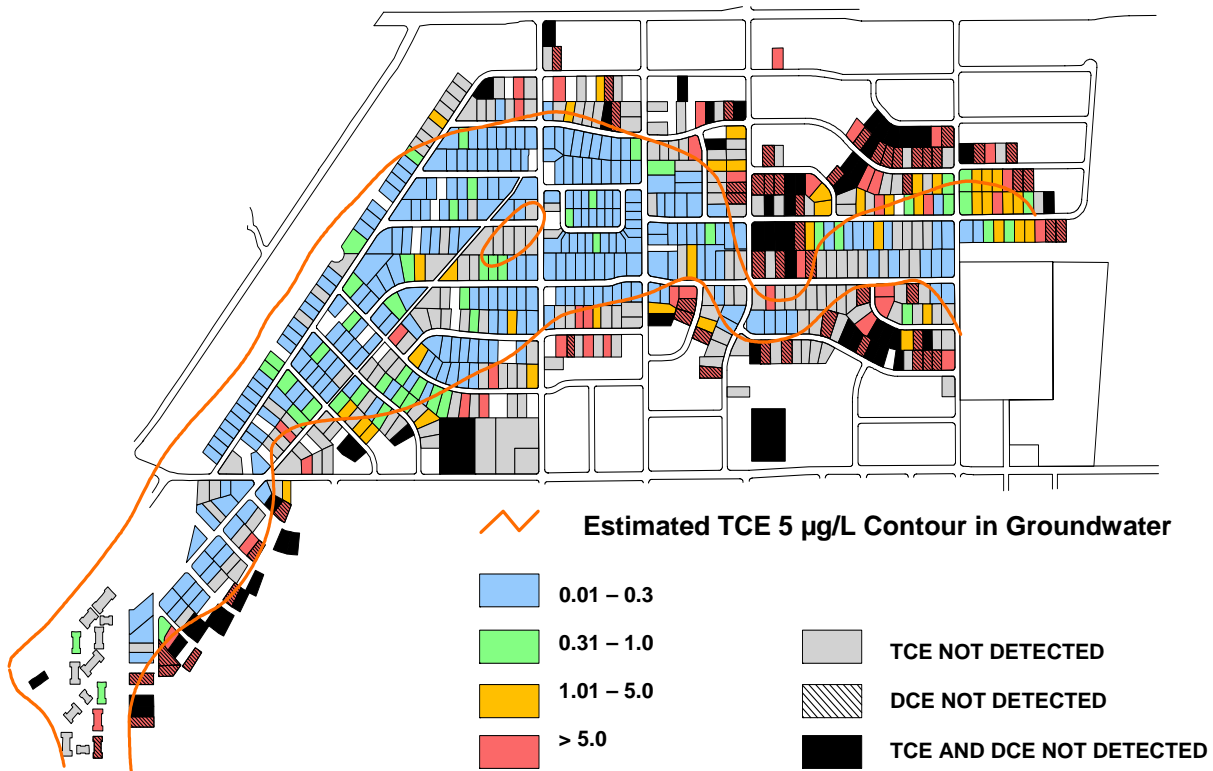 Estimated TCE 5 µg/L Contour in Groundwater
0.01 – 0.3
0.31 – 1.0
1.01 – 5.0
> 5.0
TCE NOT DETECTED
DCE NOT DETECTED
TCE AND DCE NOT DETECTED